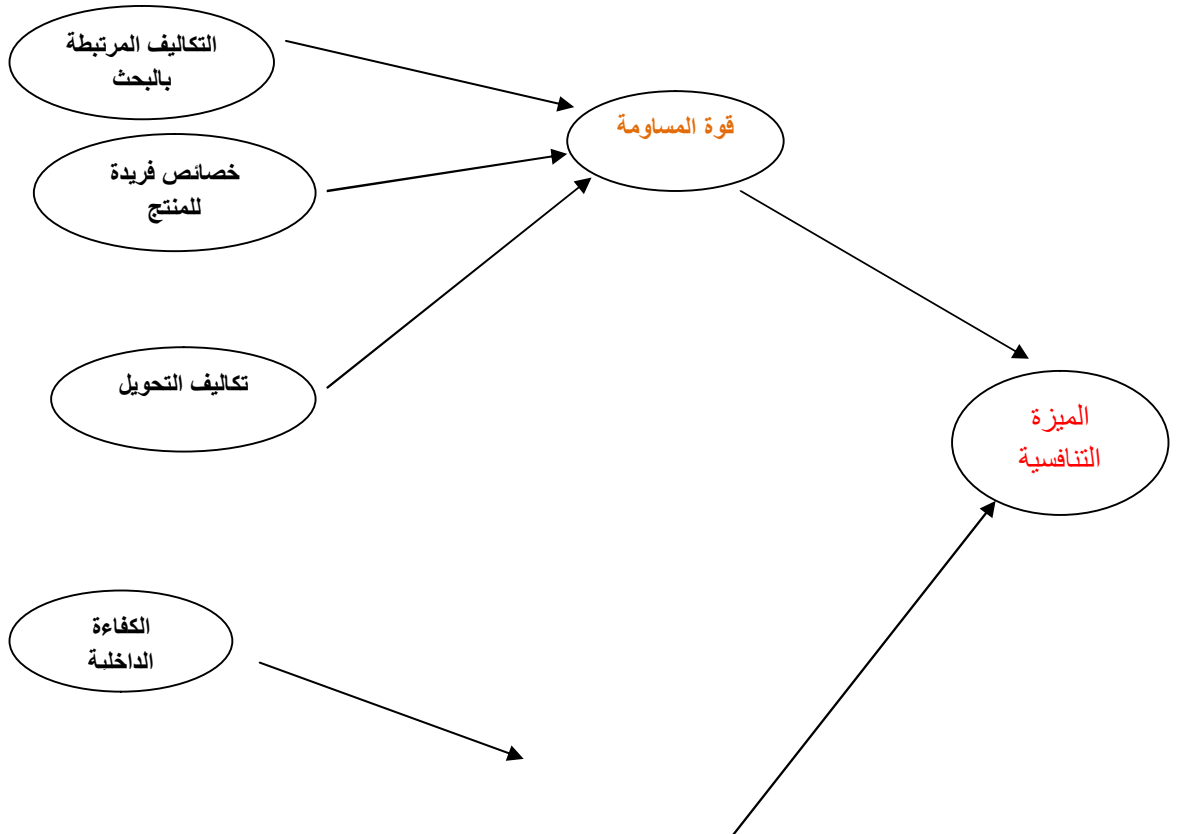 التكاليف المرتبطة
بالبحث
قوة المساومة
خصائص فريدة
للمنتج
تكاليف التحويل
الميزة
التنافسية
الكفاءة
الداخلية